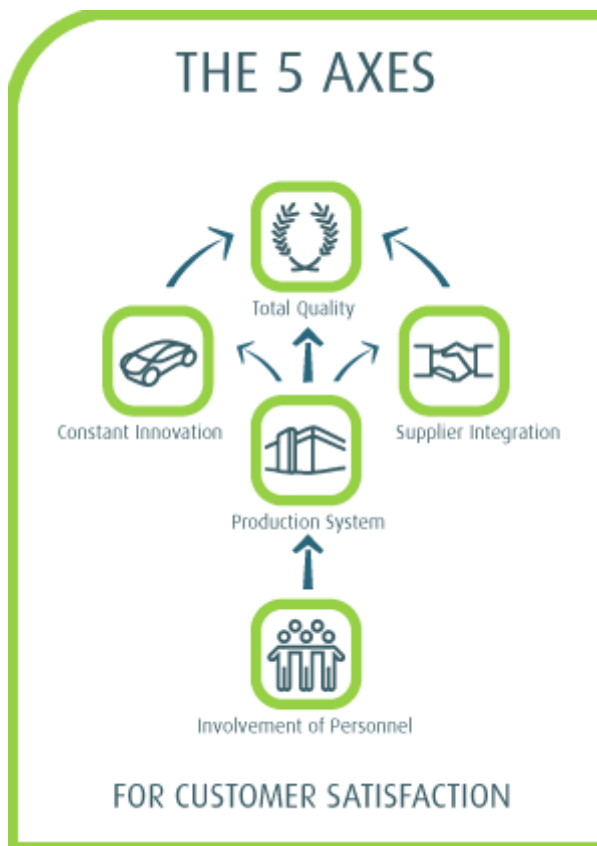 THE 5 AXES
Total Quality
Constant Innovation
Supplier Integration
Production System
Involvement of Personnel
FOR CUSTOMER SATISFACTION